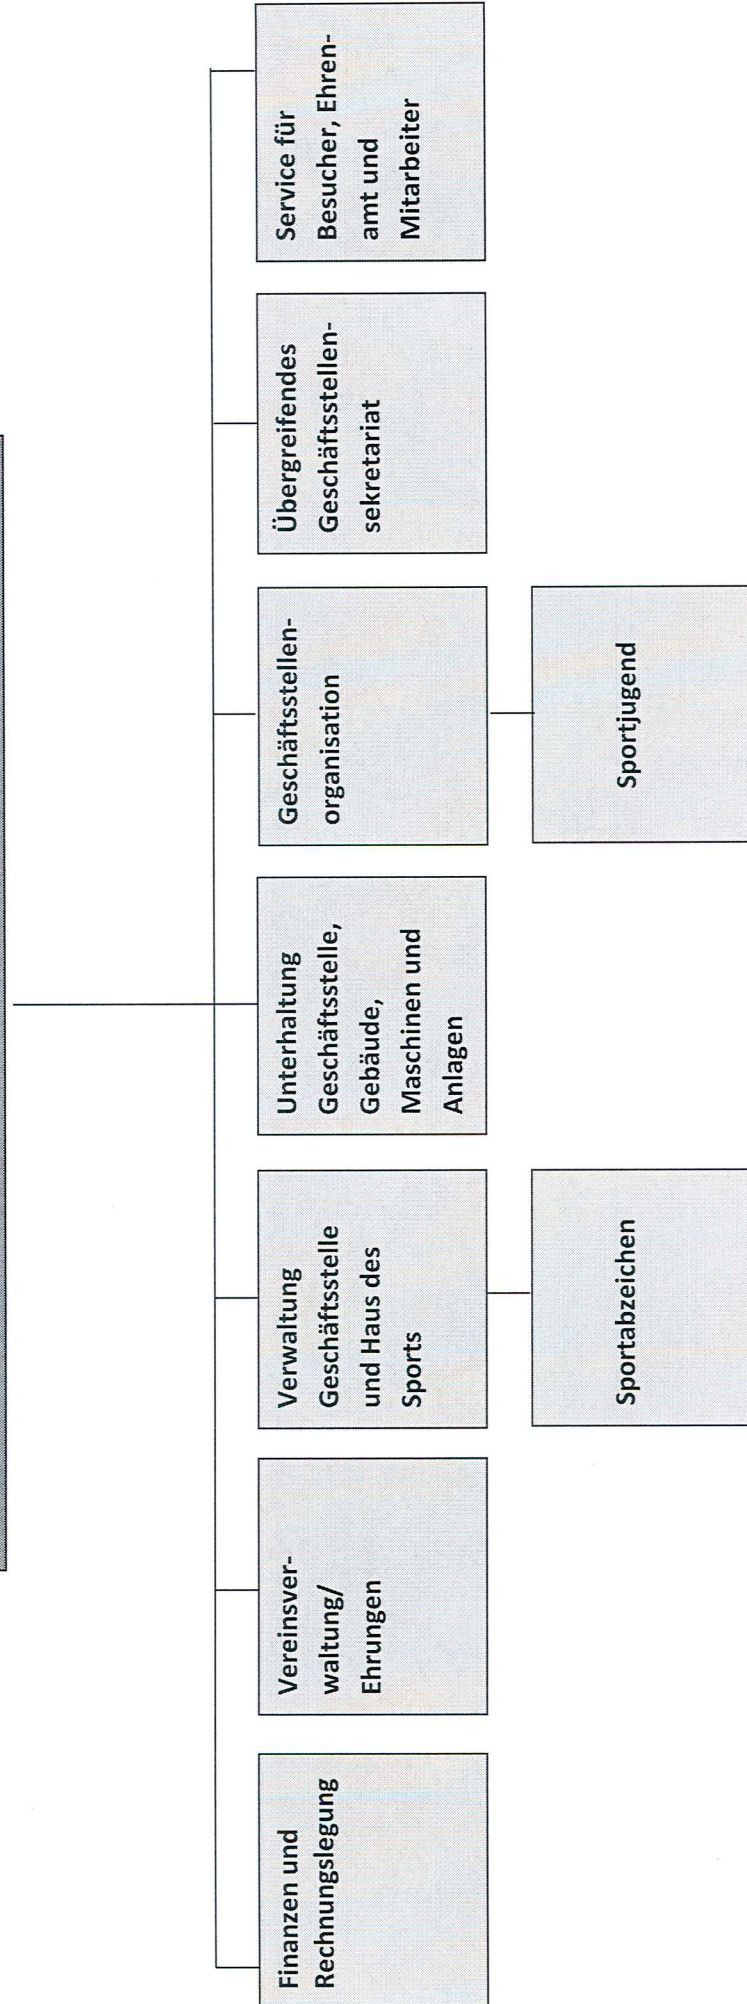 Finanzen und
Rechnungslegung
Vereinsver-
waltung/
Ehrungen
Verwaltung
Geschäftsstelle
und Haus des
Sports
Unterhaltung
Geschäftsstelle,
Gebäude,
Maschinen und
Anlagen
Geschäftsstellen-
organisation
Übergreifendes
Geschäftsstellen-
sekretariat
Service für
Besucher, Ehren-
amt und
Mitarbeiter
Sportabzeichen
Sportjugend